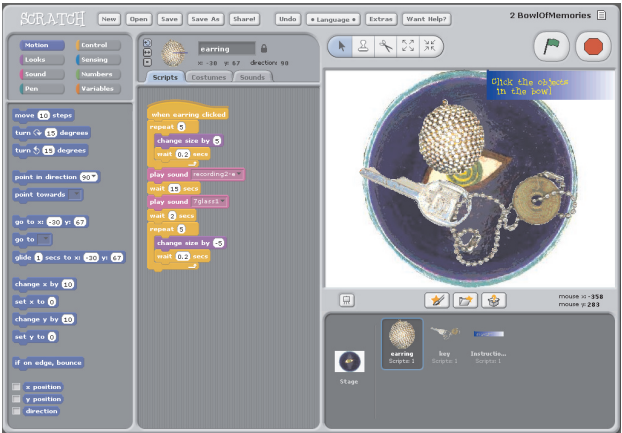 SCRATCH New Open Save Save As Share! Undo Language Extras Want Help? 2 BowlOfMemories
Motion Control
Looks Sensing
Sound Numbers
Pen Variables
earring
x: -30 y: 67 direction: 90
Scripts Costumes Sounds
move 10 steps
turn 15 degrees
turn 15 degrees
point in direction 90
point towards
go to x: -30 y: 67
go to
glide 1 secs to x: -30 y: 67
change x by 10
set x to 0
change y by 10
set y to 0
if on edge, bounce
x position
y position
direction
when earring clicked
repeat 5
change size by 5
wait 0.2 secs
play sound recording2-e
wait 15 secs
play sound ?glass1
wait 2 secs
repeat 5
change size by -5
wait 0.2 secs
Click the objects
in the bowl
mouse x: -358
mouse y: 283
Stage
earring
Scripts: 1
key
Scripts: 1
Instructio...
Scripts: 1